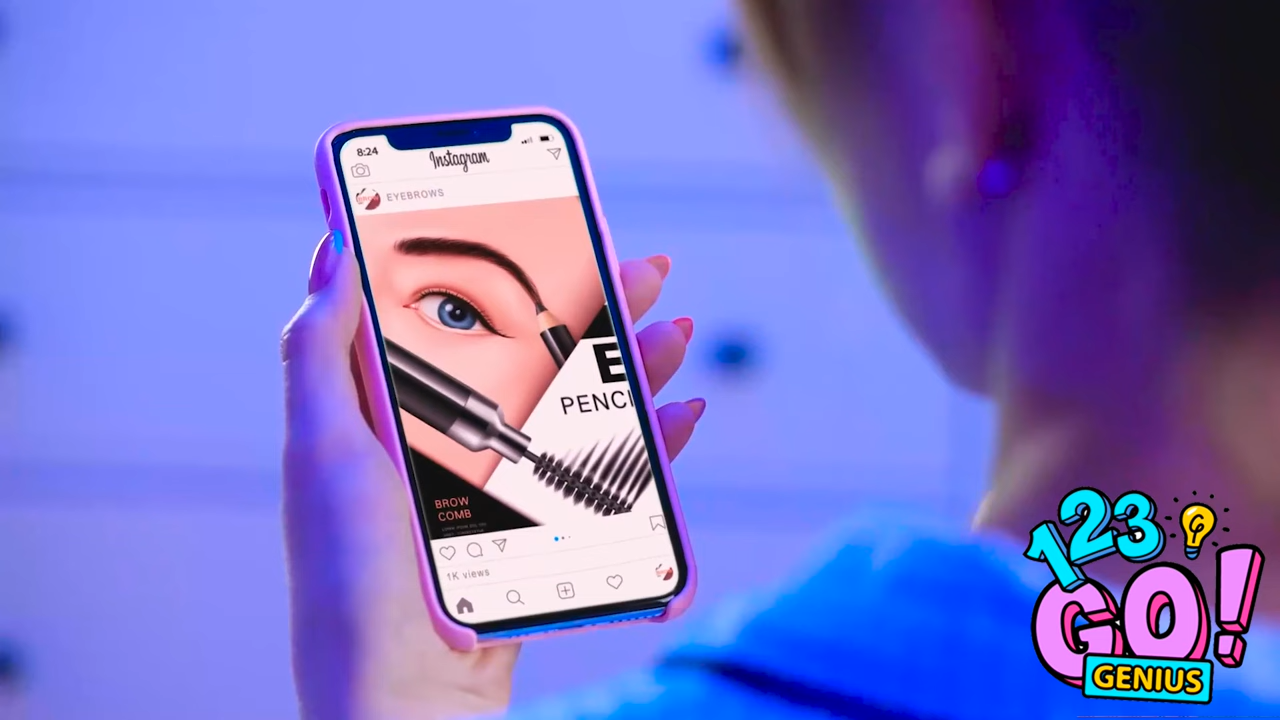 8:24
Instagram
EYEBROWS
E
PENCI
BROW
COMB
1K views
123
GO!
GENIUS